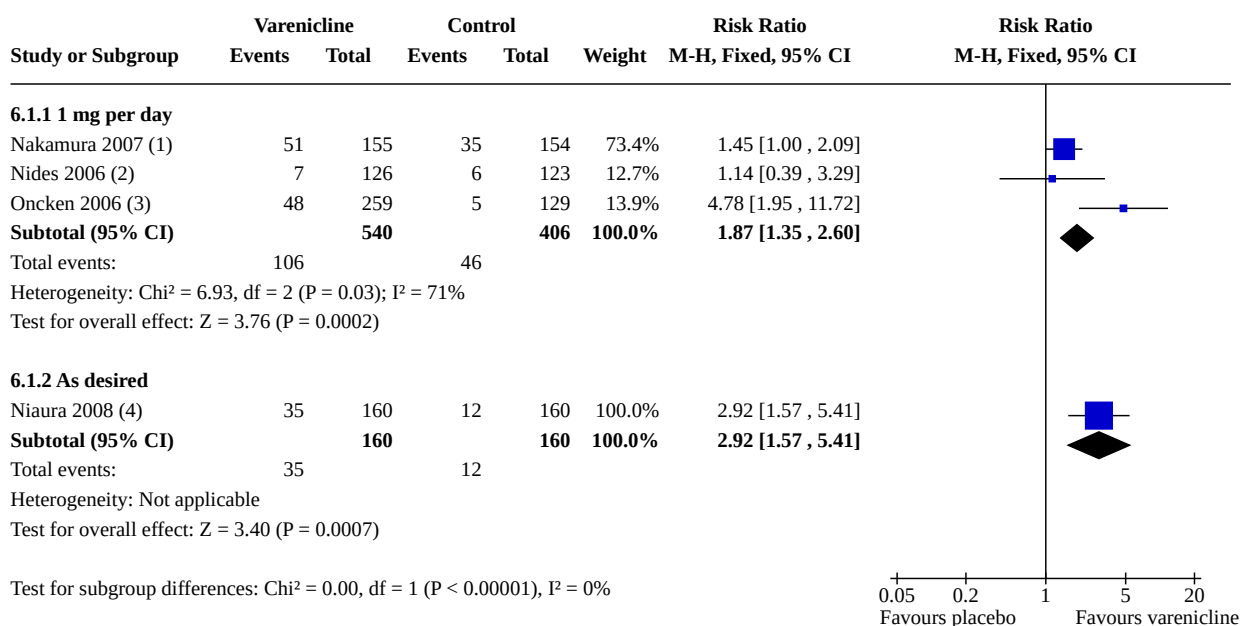 Varenicline Control Risk Ratio Risk Ratio
Study or Subgroup Events Total Events Total Weight M-H, Fixed, 95% CI M-H, Fixed, 95% CI
6.1.1 1 mg per day
Nakamura 2007 (1) 51 155 35 154 73.4% 1.45 [1.00 , 2.09]
Nides 2006 (2) 7 126 6 123 12.7% 1.14 [0.39 , 3.29]
Oncken 2006 (3) 48 259 5 129 13.9% 4.78 [1.95 , 11.72]
Subtotal (95% CI) 540 406 100.0% 1.87 [1.35 , 2.60]
Total events: 106 46
Heterogeneity: Chi² = 6.93, df = 2 (P = 0.03); I² = 71%
Test for overall effect: Z = 3.76 (P = 0.0002)
6.1.2 As desired
Niaura 2008 (4) 35 160 12 160 100.0% 2.92 [1.57 , 5.41]
Subtotal (95% CI) 160 160 100.0% 2.92 [1.57 , 5.41]
Total events: 35 12
Heterogeneity: Not applicable
Test for overall effect: Z = 3.40 (P = 0.0007)
Test for subgroup differences: Chi² = 0.00, df = 1 (P < 0.00001), I² = 0%
0.05 0.2 1 5 20
Favours placebo Favours varenicline